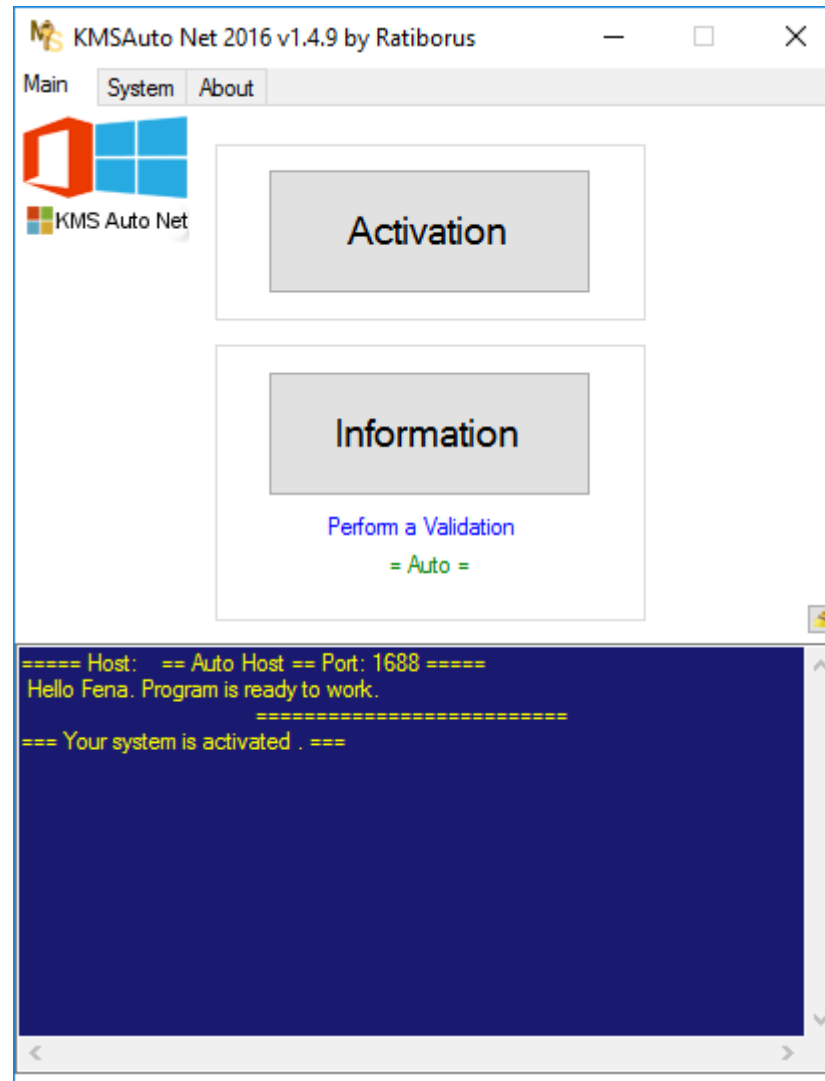 KMSAuto Net 2016 v1.4.9 by Ratiborus
Main System About
KMS Auto Net
Activation
Information
Perform a Validation
= Auto =
===== Host: == Auto Host == Port: 1688 =====
Hello Fena. Program is ready to work.
==========================
=== Your system is activated . ===